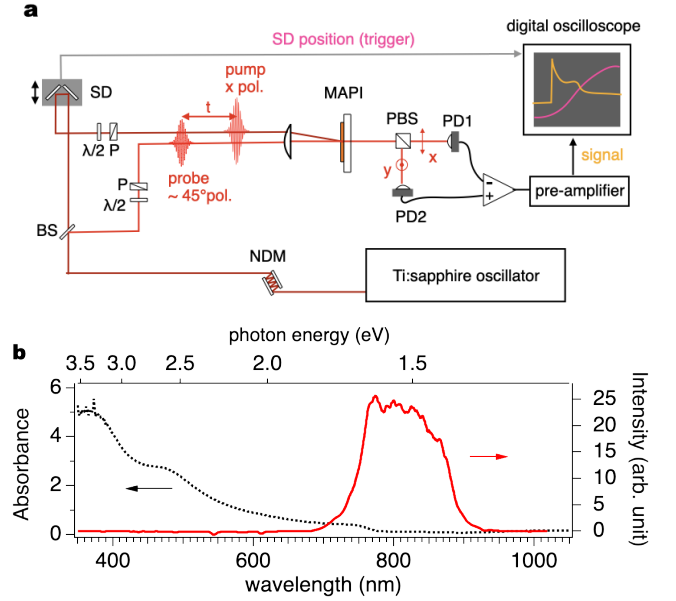 a
digital oscilloscope
SD position (trigger)
SD
pump
x pol.
t
MAPI
PBS
PD1
λ/2 P
probe
~ 45°pol.
x
y
signal
-
+
pre-amplifier
P
λ/2
PD2
BS
NDM
Ti:sapphire oscillator
b
photon energy (eV)
3.5 3.0 2.5 2.0 1.5
Absorbance
6
4
2
0
25
20
15
10
5
0
Intensity (arb. unit)
400 600 800 1000
wavelength (nm)